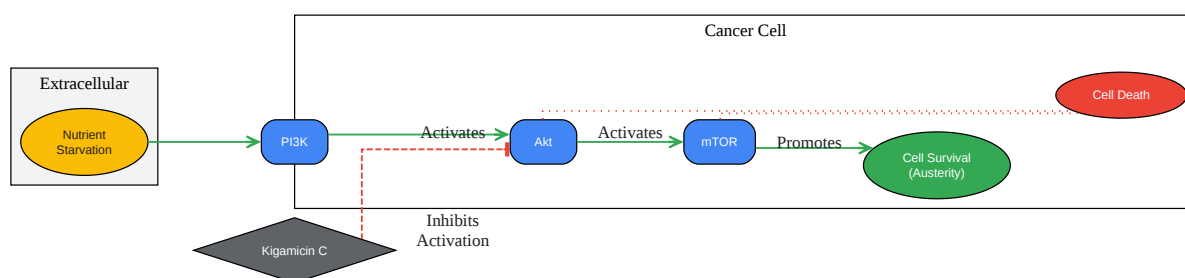 Cancer Cell
Extracellular
Cell Death
Nutrient
Starvation
PI3K
Activates
Akt
Activates
mTOR
Promotes
Cell Survival
(Austerity)
Inhibits
Activation
Kigamicin C